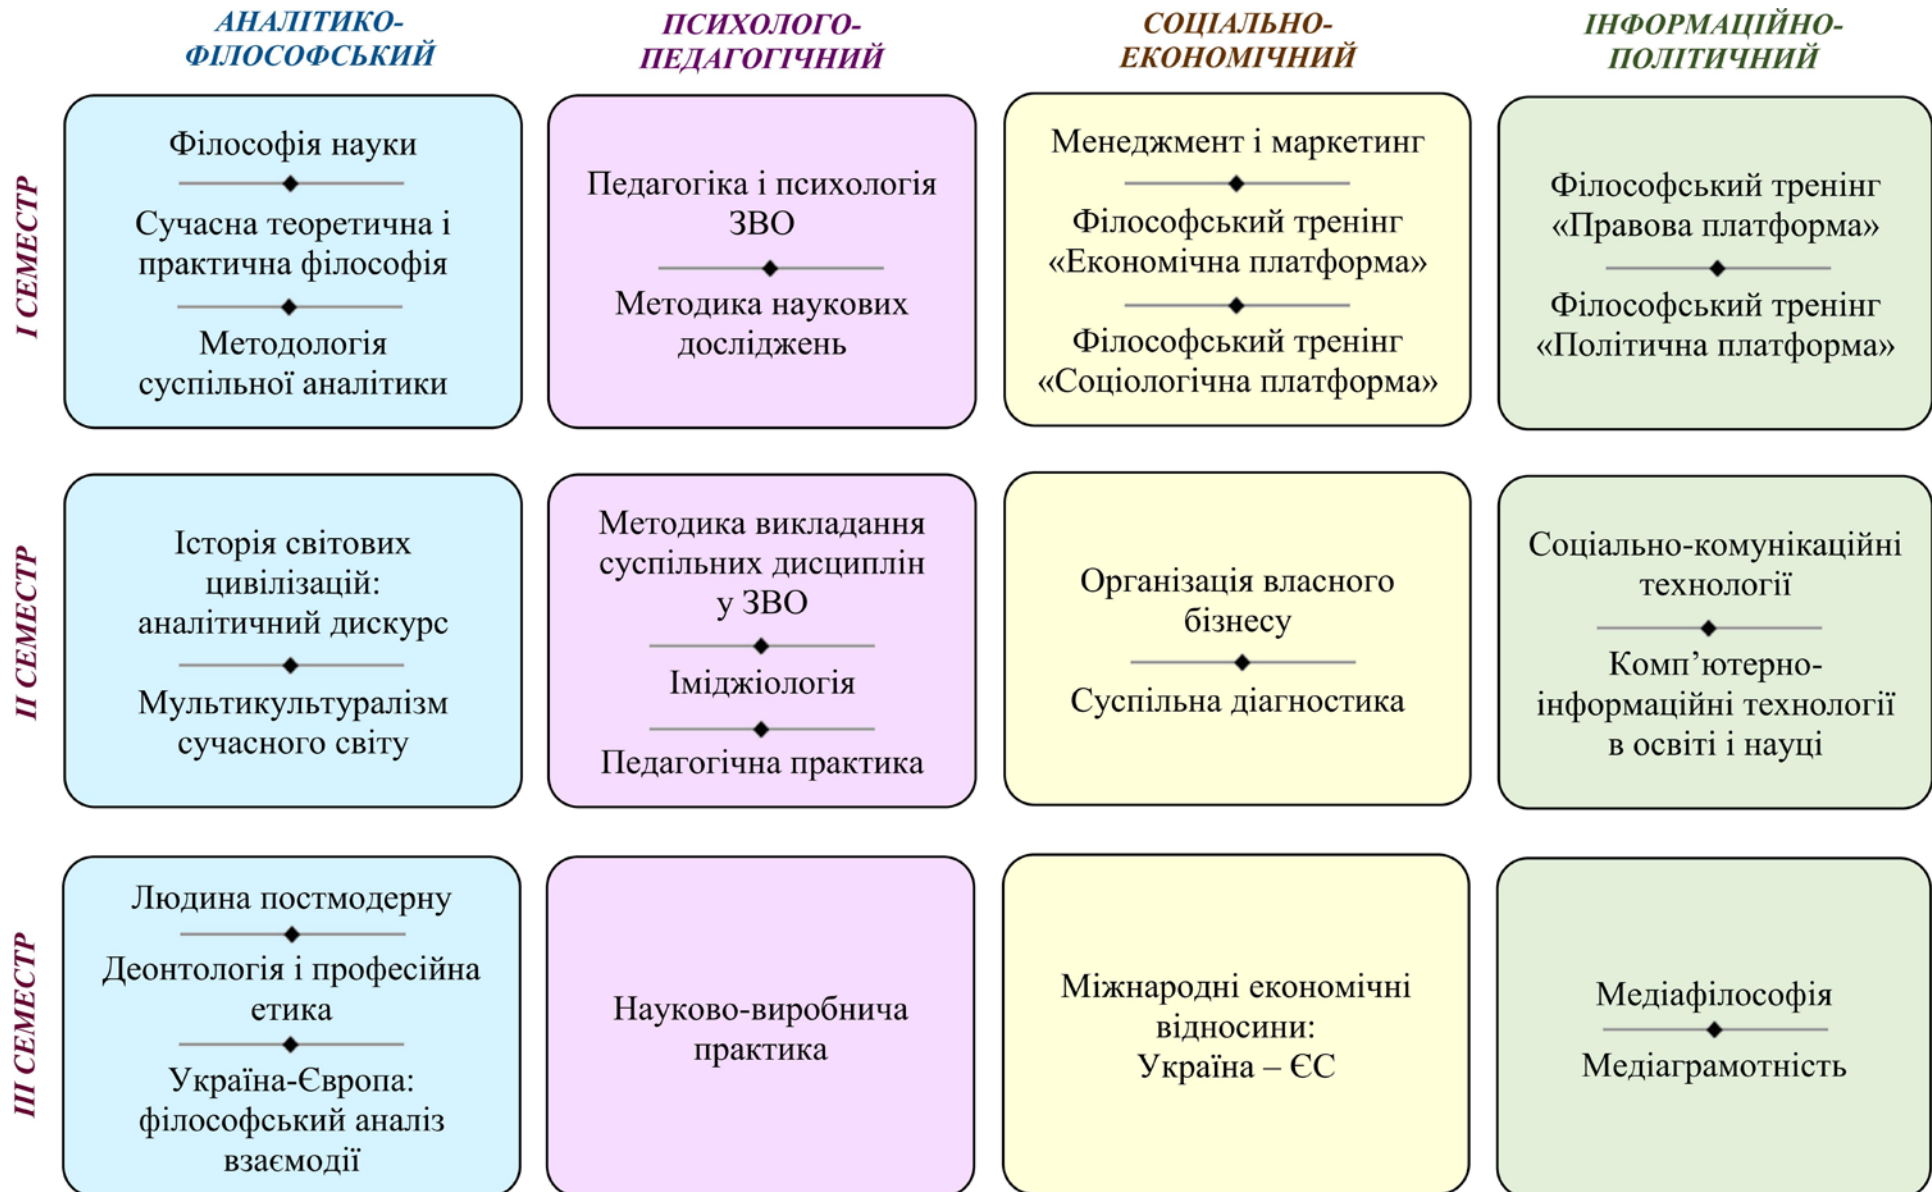 АНАЛІТИКО-
ФІЛОСОФСЬКИЙ
ПСИХОЛОГО-
ПЕДАГОГІЧНИЙ
СОЦІАЛЬНО-
ЕКОНОМІЧНИЙ
ІНФОРМАЦІЙНО-
ПОЛІТИЧНИЙ
I СЕМЕСТР
Філософія науки
Сучасна теоретична і
практична філософія
Методологія
суспільної аналітики
Педагогіка і психологія
ЗВО
Методика наукових
досліджень
Менеджмент і маркетинг
Філософський тренінг
«Економічна платформа»
Філософський тренінг
«Соціологічна платформа»
Філософський тренінг
«Правова платформа»
Філософський тренінг
«Політична платформа»
II СЕМЕСТР
Історія світових
цивілізацій:
аналітичний дискурс
Мультикультуралізм
сучасного світу
Методика викладання
суспільних дисциплін
у ЗВО
Іміджіологія
Педагогічна практика
Організація власного
бізнесу
Суспільна діагностика
Соціально-комунікаційні
технології
Комп’ютерно-
інформаційні технології
в освіті і науці
III СЕМЕСТР
Людина постмодерну
Деонтологія і професійна
етика
Україна-Європа:
філософський аналіз
взаємодії
Науково-виробнича
практика
Міжнародні економічні
відносини:
Україна – ЄС
Медіафілософія
Медіаграмотність